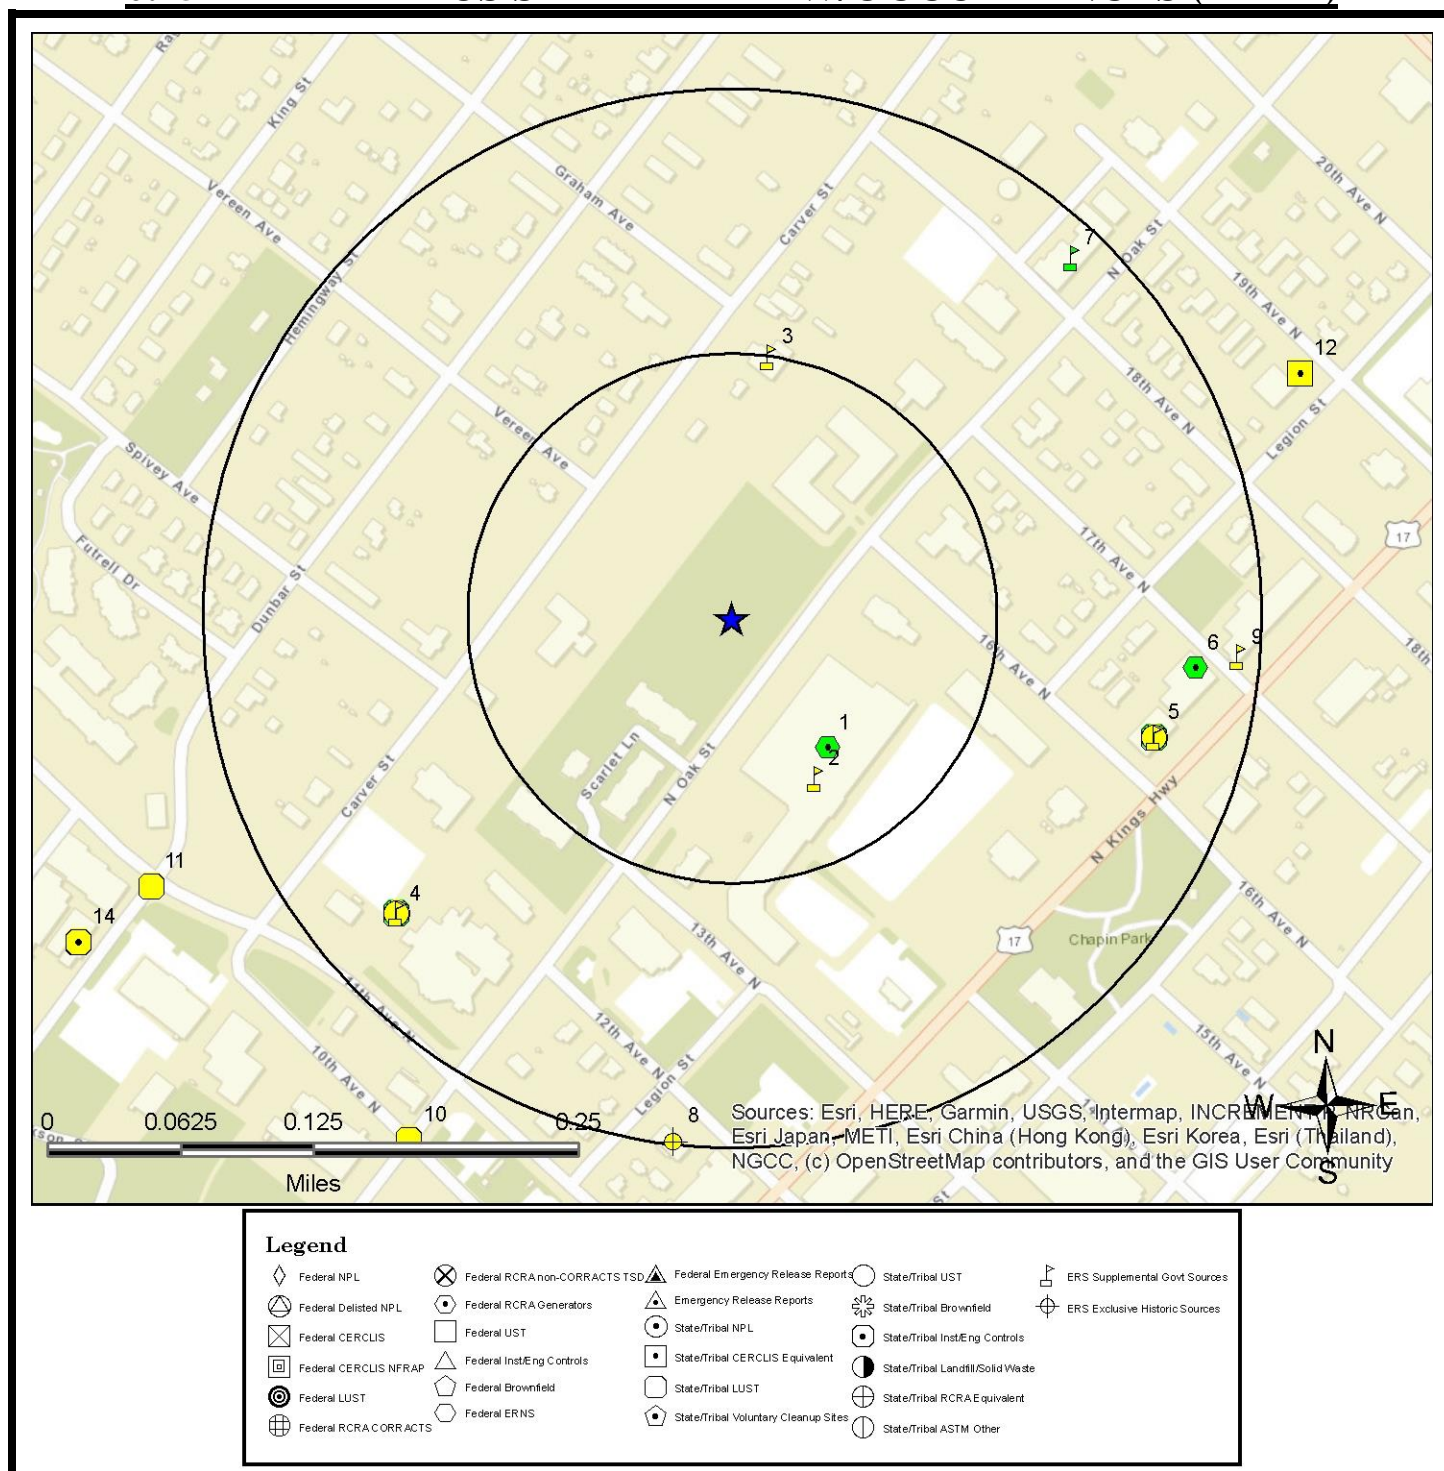 King St
Vereen Ave
Hemingway St
Graham Ave
Carver St
N Oak St
20th Ave N
19th Ave N
7
3
12
18th Ave N
Legion St
Vereen Ave
Spivey Ave
Futrell Dr
Dunbar St
17th Ave N
17
18th
16th Ave N
6
9
5
1
2
Scarlet Ln
N Oak St
Carver St
N Kings Hwy
11
4
14
13th Ave N
17
Chapin Park
16th Ave N
11th Ave N
10th Ave N
12th Ave N
Legion St
15th Ave N
N
W
E
S
0 0.0625 0.125 0.25
Miles
10
8
St
Sources: Esri, HERE, Garmin, USGS, Intermap, INCREMENT P, NRCan,
Esri Japan, METI, Esri China (Hong Kong), Esri Korea, Esri (Thailand),
NGCC, (c) OpenStreetMap contributors, and the GIS User Community
Legend
Federal NPL
Federal Delisted NPL
Federal CERCLIS
Federal CERCLIS NFRAP
Federal LUST
Federal RCRA CORRACTS
Federal RCRA non-CORRACTS TSD
Federal RCRA Generators
Federal UST
Federal Inst/Eng Controls
Federal Brownfield
Federal ERNS
Federal Emergency Release Reports
Emergency Release Reports
State/Tribal NPL
State/Tribal CERCLIS Equivalent
State/Tribal LUST
State/Tribal Voluntary Cleanup Sites
State/Tribal UST
State/Tribal Brownfield
State/Tribal Inst/Eng Controls
State/Tribal Landfill/Solid Waste
State/Tribal RCRA Equivalent
State/Tribal ASTM Other
ERS Supplemental Govt Sources
ERS Exclusive Historic Sources